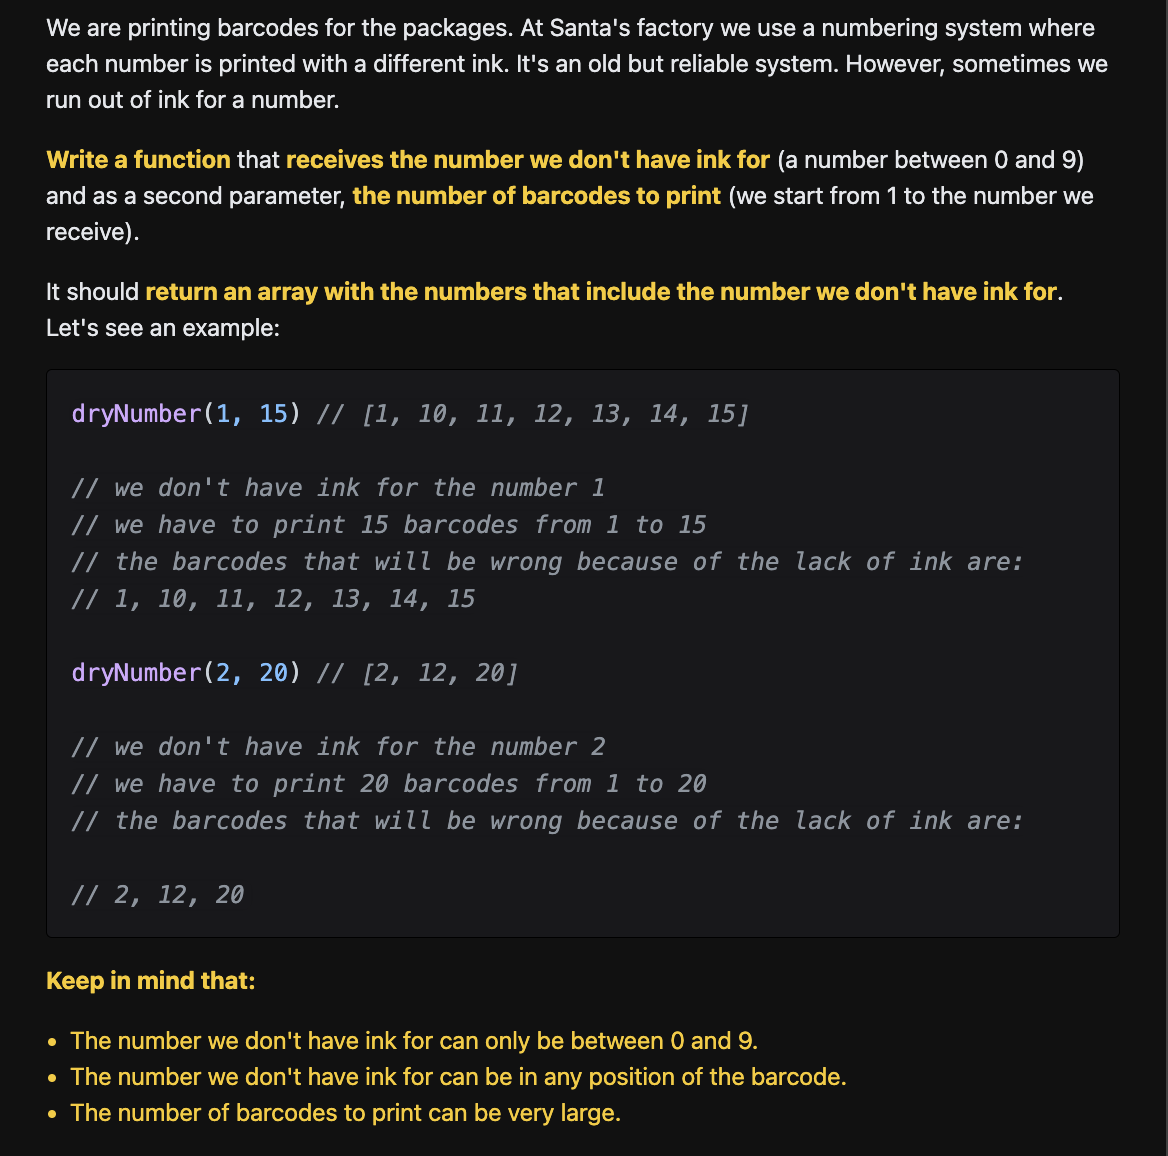 We are printing barcodes for the packages. At Santa's factory we use a numbering system where
each number is printed with a different ink. It's an old but reliable system. However, sometimes we
run out of ink for a number.
Write a function that receives the number we don't have ink for (a number between 0 and 9)
and as a second parameter, the number of barcodes to print (we start from 1 to the number we
receive).
It should return an array with the numbers that include the number we don't have ink for.
Let's see an example:
dryNumber(1, 15) // [1, 10, 11, 12, 13, 14, 15]
// we don't have ink for the number 1
// we have to print 15 barcodes from 1 to 15
// the barcodes that will be wrong because of the lack of ink are:
// 1, 10, 11, 12, 13, 14, 15
dryNumber(2, 20) // [2, 12, 20]
// we don't have ink for the number 2
// we have to print 20 barcodes from 1 to 20
// the barcodes that will be wrong because of the lack of ink are:
// 2, 12, 20
Keep in mind that:
• The number we don't have ink for can only be between 0 and 9.
• The number we don't have ink for can be in any position of the barcode.
• The number of barcodes to print can be very large.